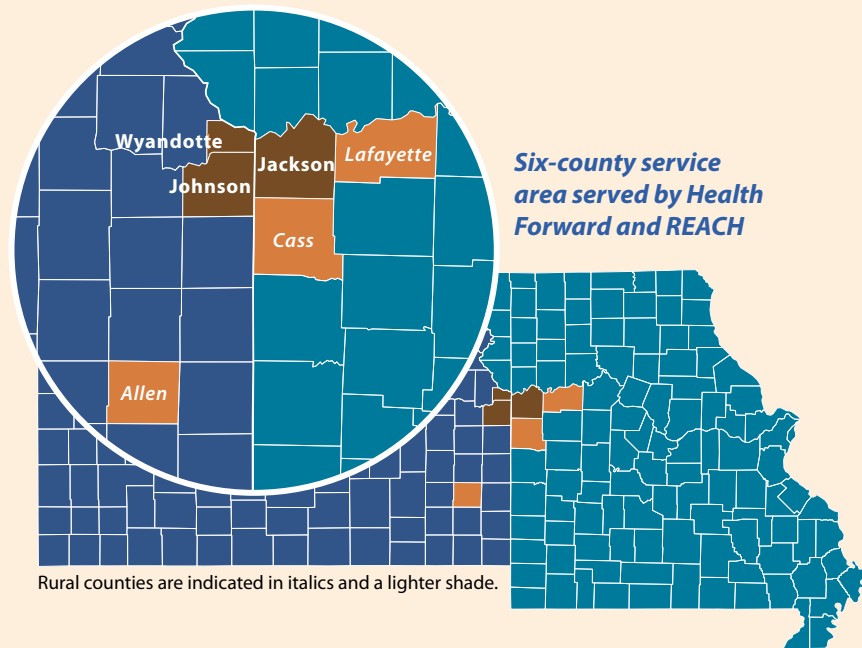 Wyandotte
Johnson
Jackson
Lafayette
Cass
Allen
Six-county service
area served by Health
Forward and REACH
Rural counties are indicated in italics and a lighter shade.